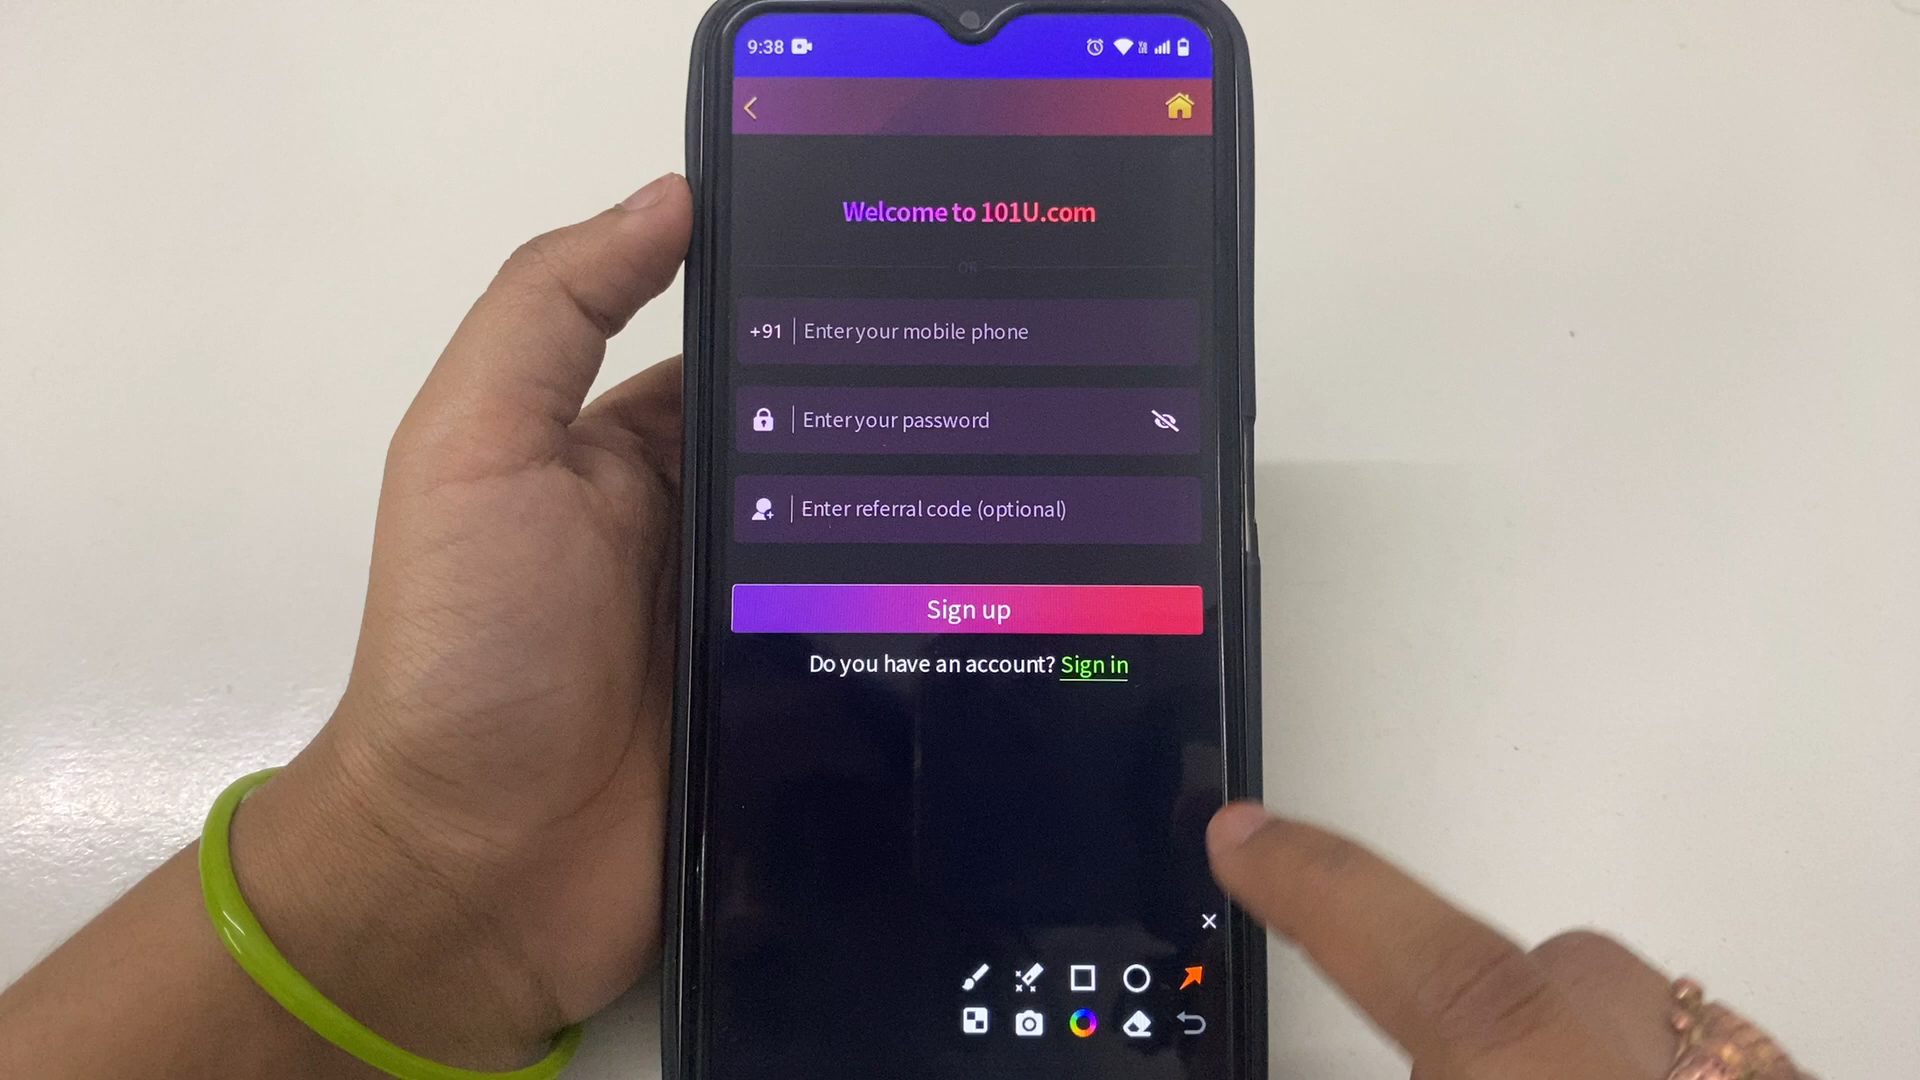 9:38
Welcome to 101U.com
OR
+91 Enter your mobile phone
Enter your password
Enter referral code (optional)
Sign up
Do you have an account? Sign in